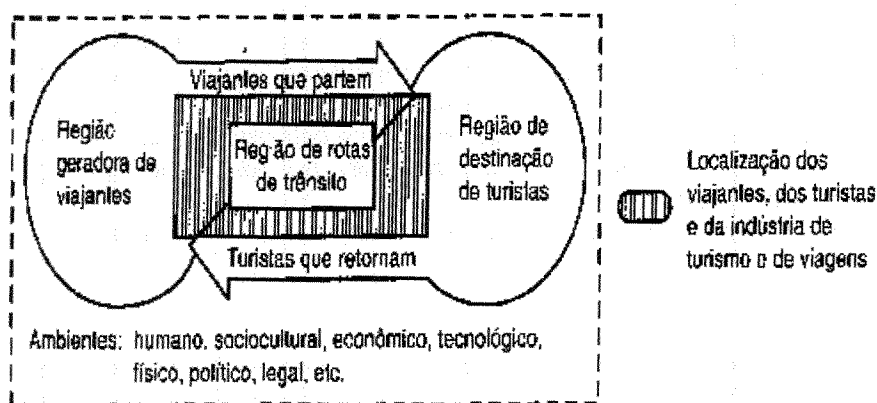 Viajantes que partem
Região
geradora de
viajantes
Região de rotas
de trânsito
Região de
destinação
de turistas
Turistas que retornam
Ambientes: humano, sociocultural, econômico, tecnológico,
físico, político, legal, etc.
Localização dos
viajantes, dos turistas
e da indústria de
turismo e de viagens